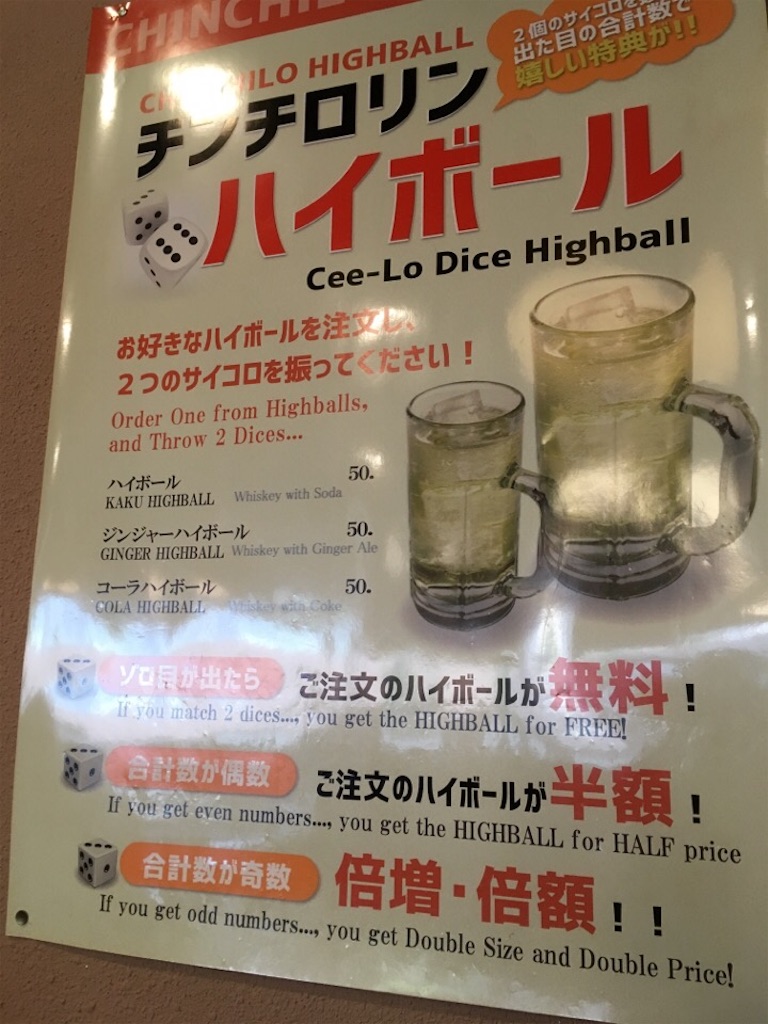 CHINCHI
2個のサイコロを
出た目の合計数で
嬉しい特典が!!
CHINCHILO HIGHBALL
チンチロリン
ハイボール
Cee-Lo Dice Highball
お好きなハイボールを注文し、
2つのサイコロを振ってください!
Order One from Highballs,
and Throw 2 Dices...
ハイボール 50.
KAKU HIGHBALL Whiskey with Soda
ジンジャーハイボール 50.
GINGER HIGHBALL Whiskey with Ginger Ale
コーラハイボール 50.
COLA HIGHBALL Whiskey with Coke
ゾロ目が出たら ご注文のハイボールが無料!
If you match 2 dices..., you get the HIGHBALL for FREE!
合計数が偶数 ご注文のハイボールが半額!
If you get even numbers..., you get the HIGHBALL for HALF price
合計数が奇数 倍増・倍額!!
If you get odd numbers..., you get Double Size and Double Price!